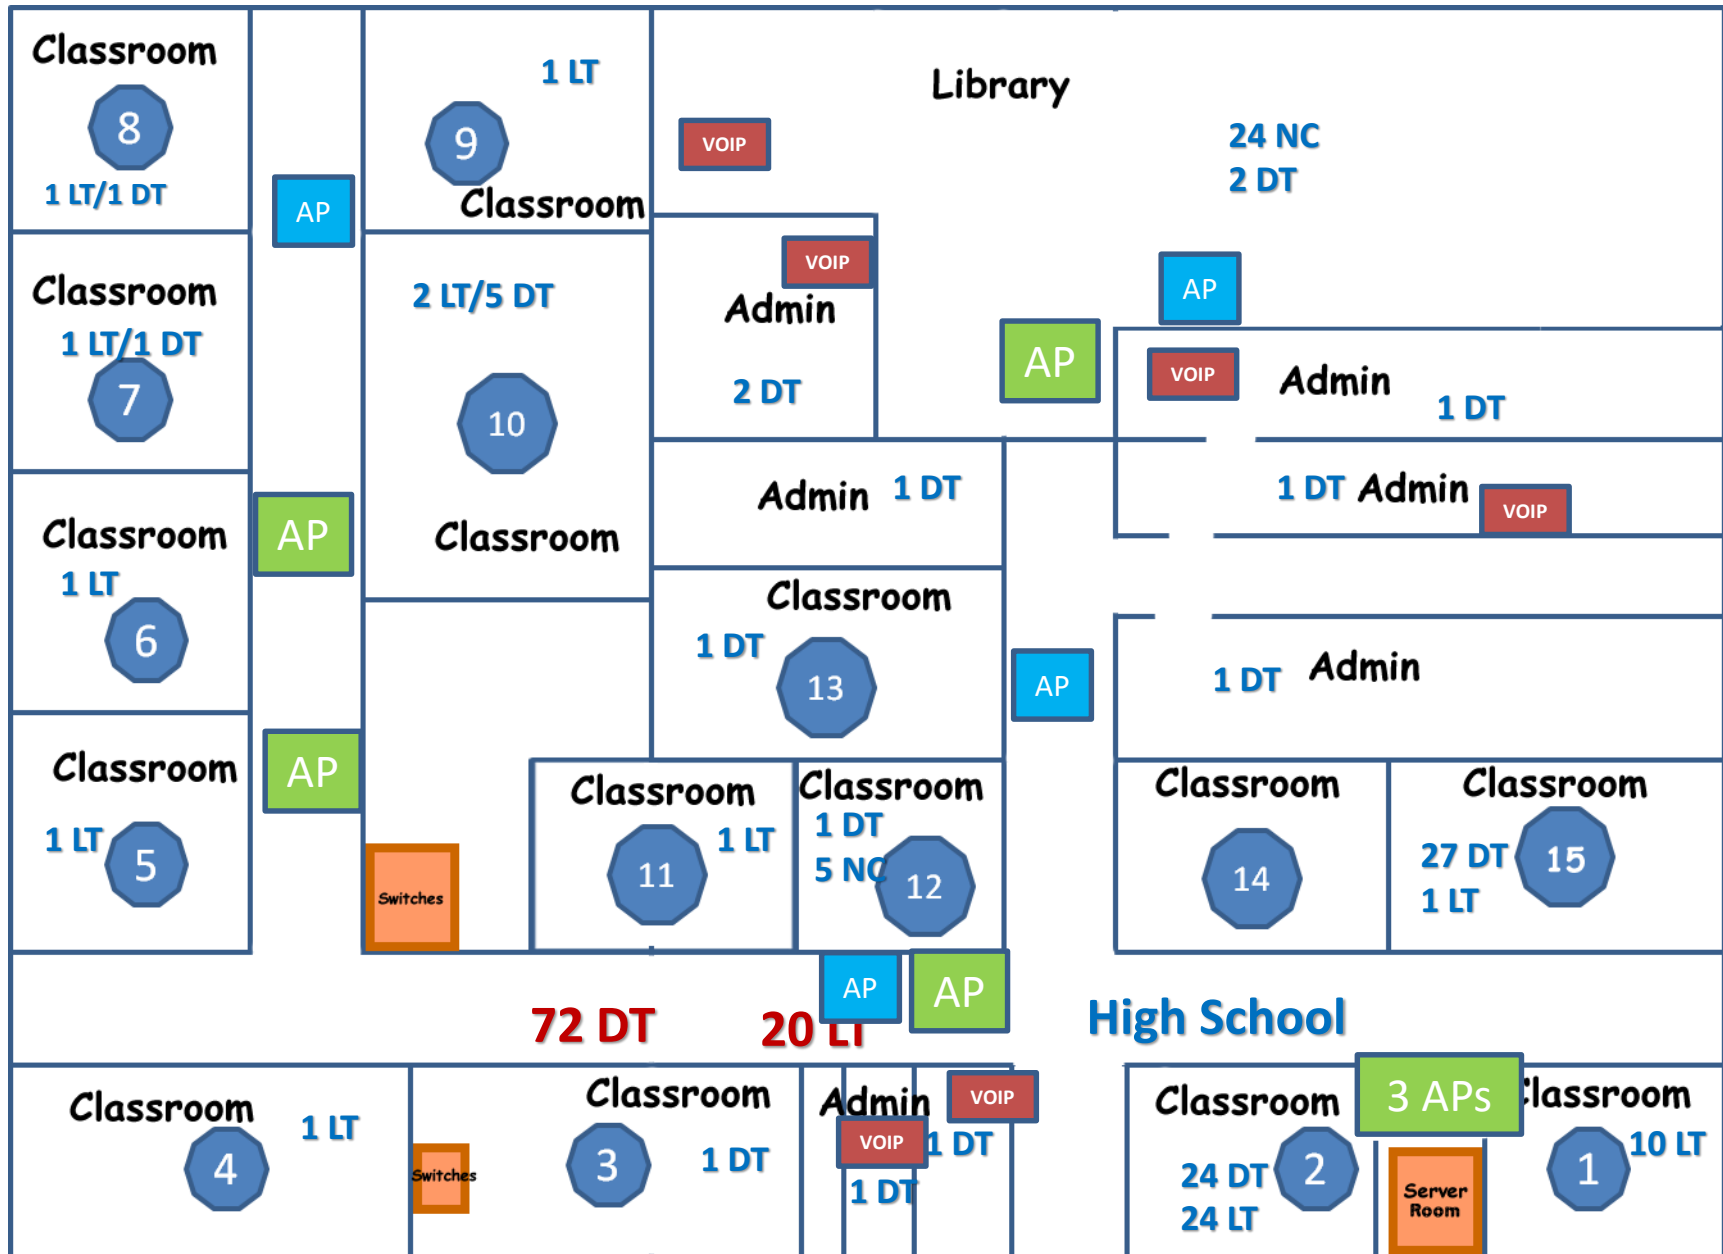 Classroom
8
1 LT/1 DT
1 LT
9
Classroom
Library
VOIP
24 NC
2 DT
AP
Classroom
1 LT/1 DT
7
2 LT/5 DT
10
Classroom
VOIP
Admin
2 DT
AP
AP
VOIP
Admin
1 DT
Admin 1 DT
1 DT Admin
VOIP
Classroom
1 LT
6
AP
Classroom
1 DT
13
AP
1 DT Admin
Classroom
1 LT
5
AP
Switches
Classroom
1 LT
11
Classroom
1 DT
5 NC
12
Classroom
14
Classroom
27 DT
1 LT
15
AP
AP
72 DT
20 LT
High School
Classroom
1 LT
4
Switches
Classroom
3
1 DT
Admin
VOIP
VOIP
1 DT
1 DT
Classroom
2
24 DT
24 LT
3 APs
Server
Room
Classroom
10 LT
1